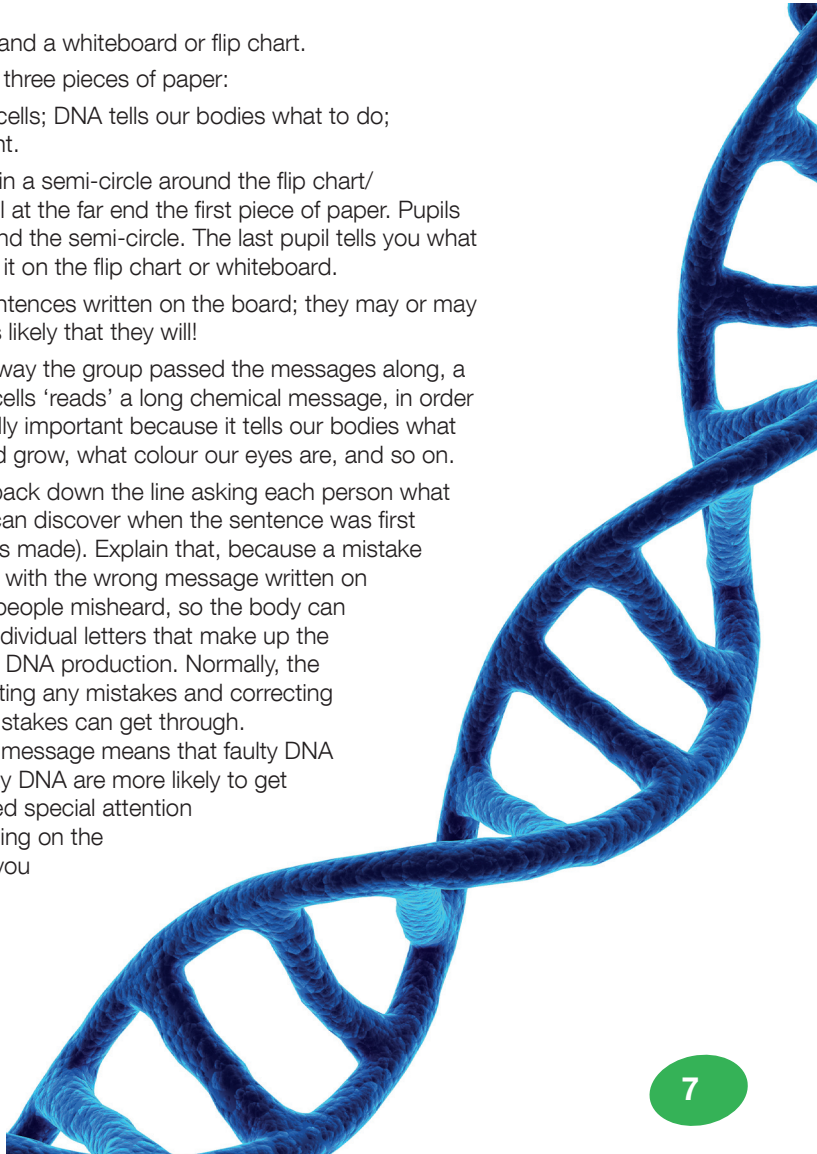 and a whiteboard or flip chart.
three pieces of paper:
cells; DNA tells our bodies what to do;
nt.
in a semi-circle around the flip chart/
l at the far end the first piece of paper. Pupils
nd the semi-circle. The last pupil tells you what
it on the flip chart or whiteboard.
ntences written on the board; they may or may
s likely that they will!
way the group passed the messages along, a
cells ‘reads’ a long chemical message, in order
lly important because it tells our bodies what
d grow, what colour our eyes are, and so on.
back down the line asking each person what
can discover when the sentence was first
s made). Explain that, because a mistake
with the wrong message written on
people misheard, so the body can
dividual letters that make up the
DNA production. Normally, the
ting any mistakes and correcting
stakes can get through.
message means that faulty DNA
y DNA are more likely to get
ed special attention
ing on the
you
7